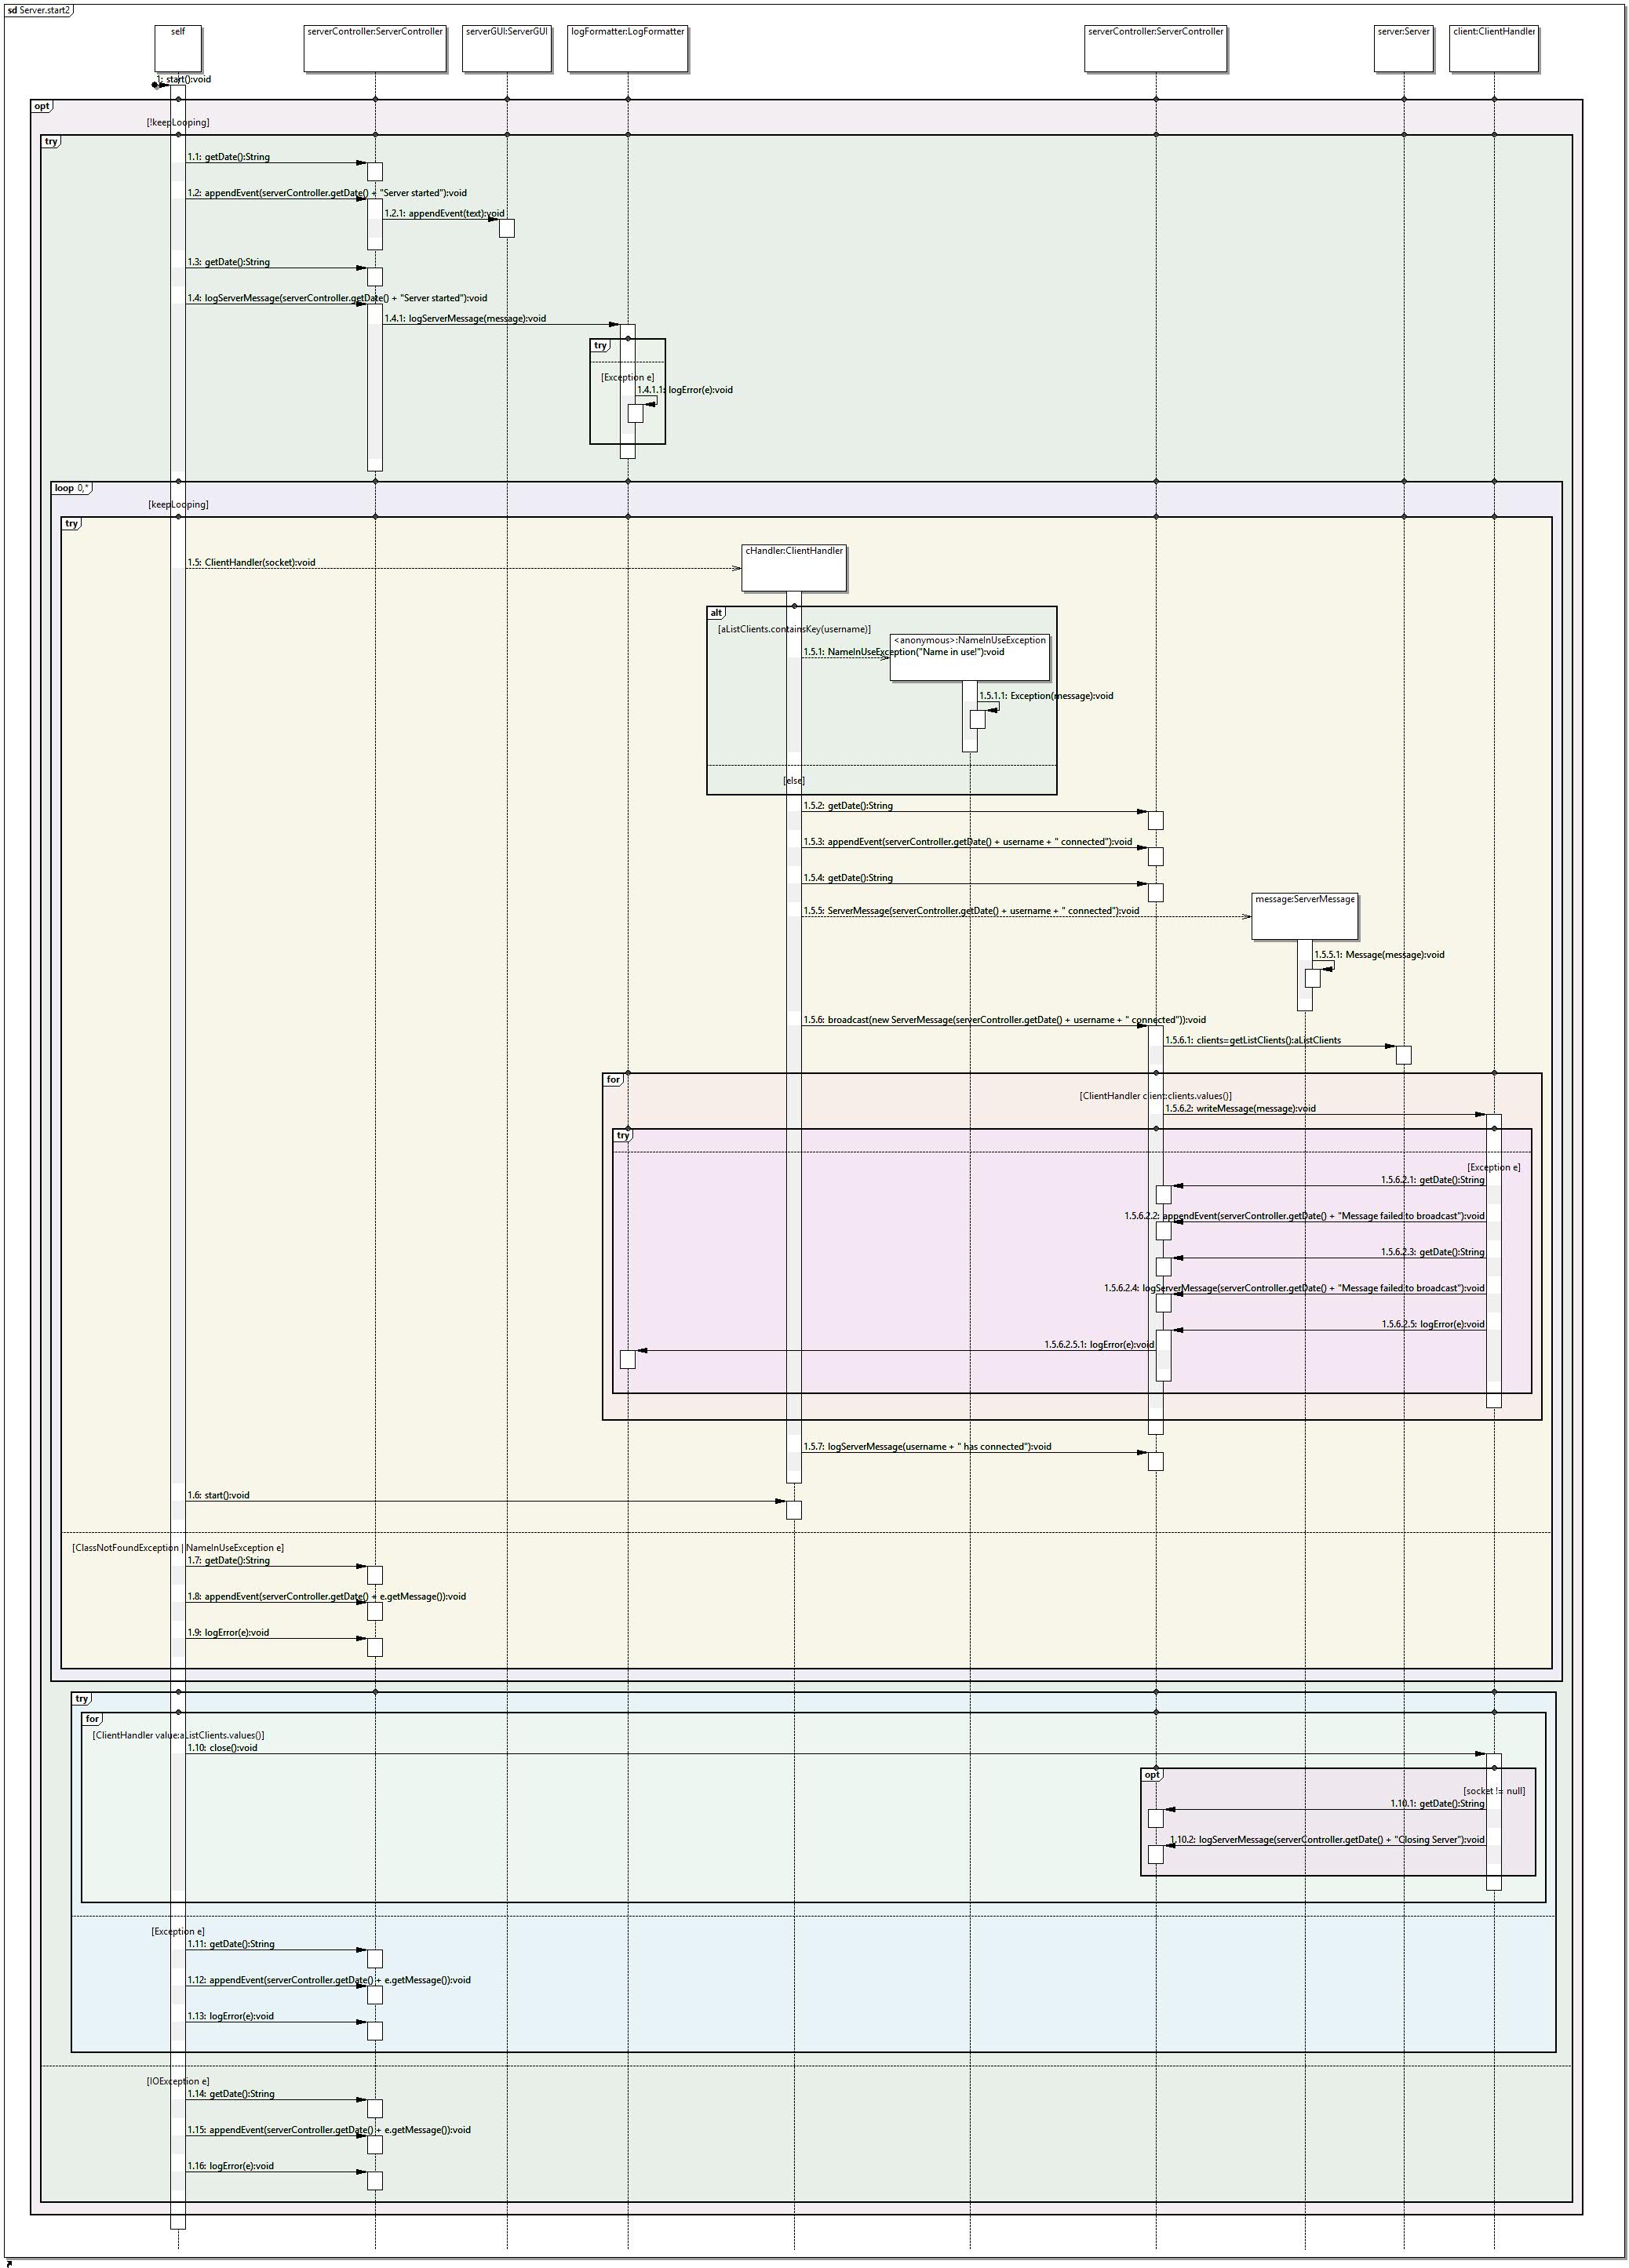 sd Server.start2
self
serverController:ServerController
serverGUI:ServerGUI
logFormatter:LogFormatter
serverController:ServerController
server:Server
client:ClientHandler
1: start():void
opt
[!keepLooping]
try
1.1: getDate():String
1.2: appendEvent(serverController.getDate() + "Server started"):void
1.2.1: appendEvent(text):void
1.3: getDate():String
1.4: logServerMessage(serverController.getDate() + "Server started"):void
1.4.1: logServerMessage(message):void
try
[Exception e]
1.4.1.1: logError(e):void
loop 0,*
[keepLooping]
try
cHandler:ClientHandler
1.5: ClientHandler(socket):void
alt
[aListClients.containsKey(username)]
<anonymous>:NameInUseException
1.5.1: NameInUseException("Name in use!"):void
1.5.1.1: Exception(message):void
[else]
1.5.2: getDate():String
1.5.3: appendEvent(serverController.getDate() + username + " connected"):void
1.5.4: getDate():String
message:ServerMessage
1.5.5: ServerMessage(serverController.getDate() + username + " connected"):void
1.5.5.1: Message(message):void
1.5.6: broadcast(new ServerMessage(serverController.getDate() + username + " connected")):void
1.5.6.1: clients=getListClients():aListClients
for
[ClientHandler client:clients.values()]
1.5.6.2: writeMessage(message):void
try
[Exception e]
1.5.6.2.1: getDate():String
1.5.6.2.2: appendEvent(serverController.getDate() + "Message failed to broadcast"):void
1.5.6.2.3: getDate():String
1.5.6.2.4: logServerMessage(serverController.getDate() + "Message failed to broadcast"):void
1.5.6.2.5: logError(e):void
1.5.6.2.5.1: logError(e):void
1.5.7: logServerMessage(username + " has connected"):void
1.6: start():void
[ClassNotFoundException | NameInUseException e]
1.7: getDate():String
1.8: appendEvent(serverController.getDate() + e.getMessage()):void
1.9: logError(e):void
try
for
[ClientHandler value:aListClients.values()]
1.10: close():void
opt
[socket != null]
1.10.1: getDate():String
1.10.2: logServerMessage(serverController.getDate() + "Closing Server"):void
[Exception e]
1.11: getDate():String
1.12: appendEvent(serverController.getDate() + e.getMessage()):void
1.13: logError(e):void
[IOException e]
1.14: getDate():String
1.15: appendEvent(serverController.getDate() + e.getMessage()):void
1.16: logError(e):void